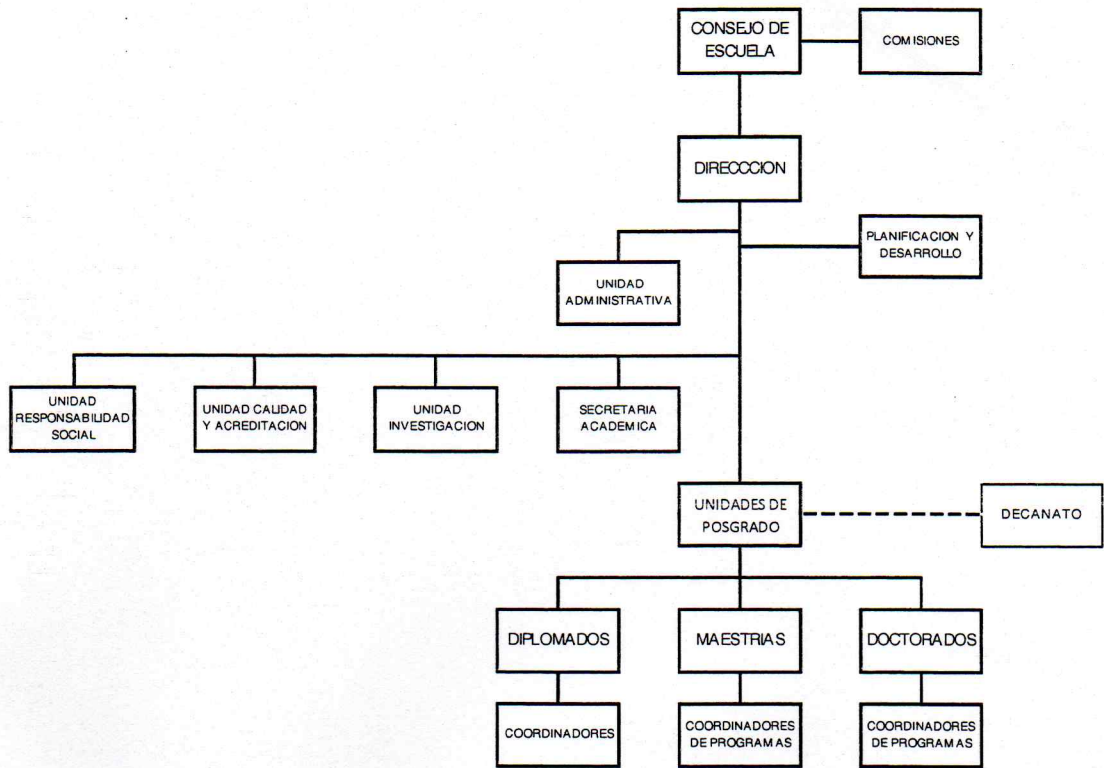 CONSEJO DE
ESCUELA
COMISIONES
DIRECCCION
PLANIFICACION Y
DESARROLLO
UNIDAD
ADMINISTRATIVA
UNIDAD
RESPONSABILIDAD
SOCIAL
UNIDAD CALIDAD
Y ACREDITACION
UNIDAD
INVESTIGACION
SECRETARIA
ACADEMICA
UNIDADES DE
POSGRADO
DECANATO
DIPLOMADOS
MAESTRIAS
DOCTORADOS
COORDINADORES
COORDINADORES
DE PROGRAMAS
COORDINADORES
DE PROGRAMAS